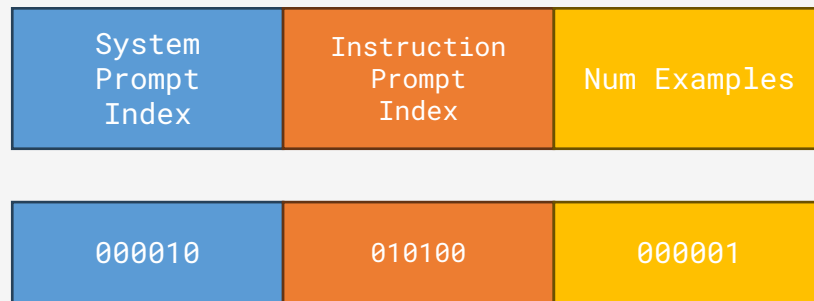 System
Prompt
Index
Instruction
Prompt
Index
Num Examples
000010
010100
000001